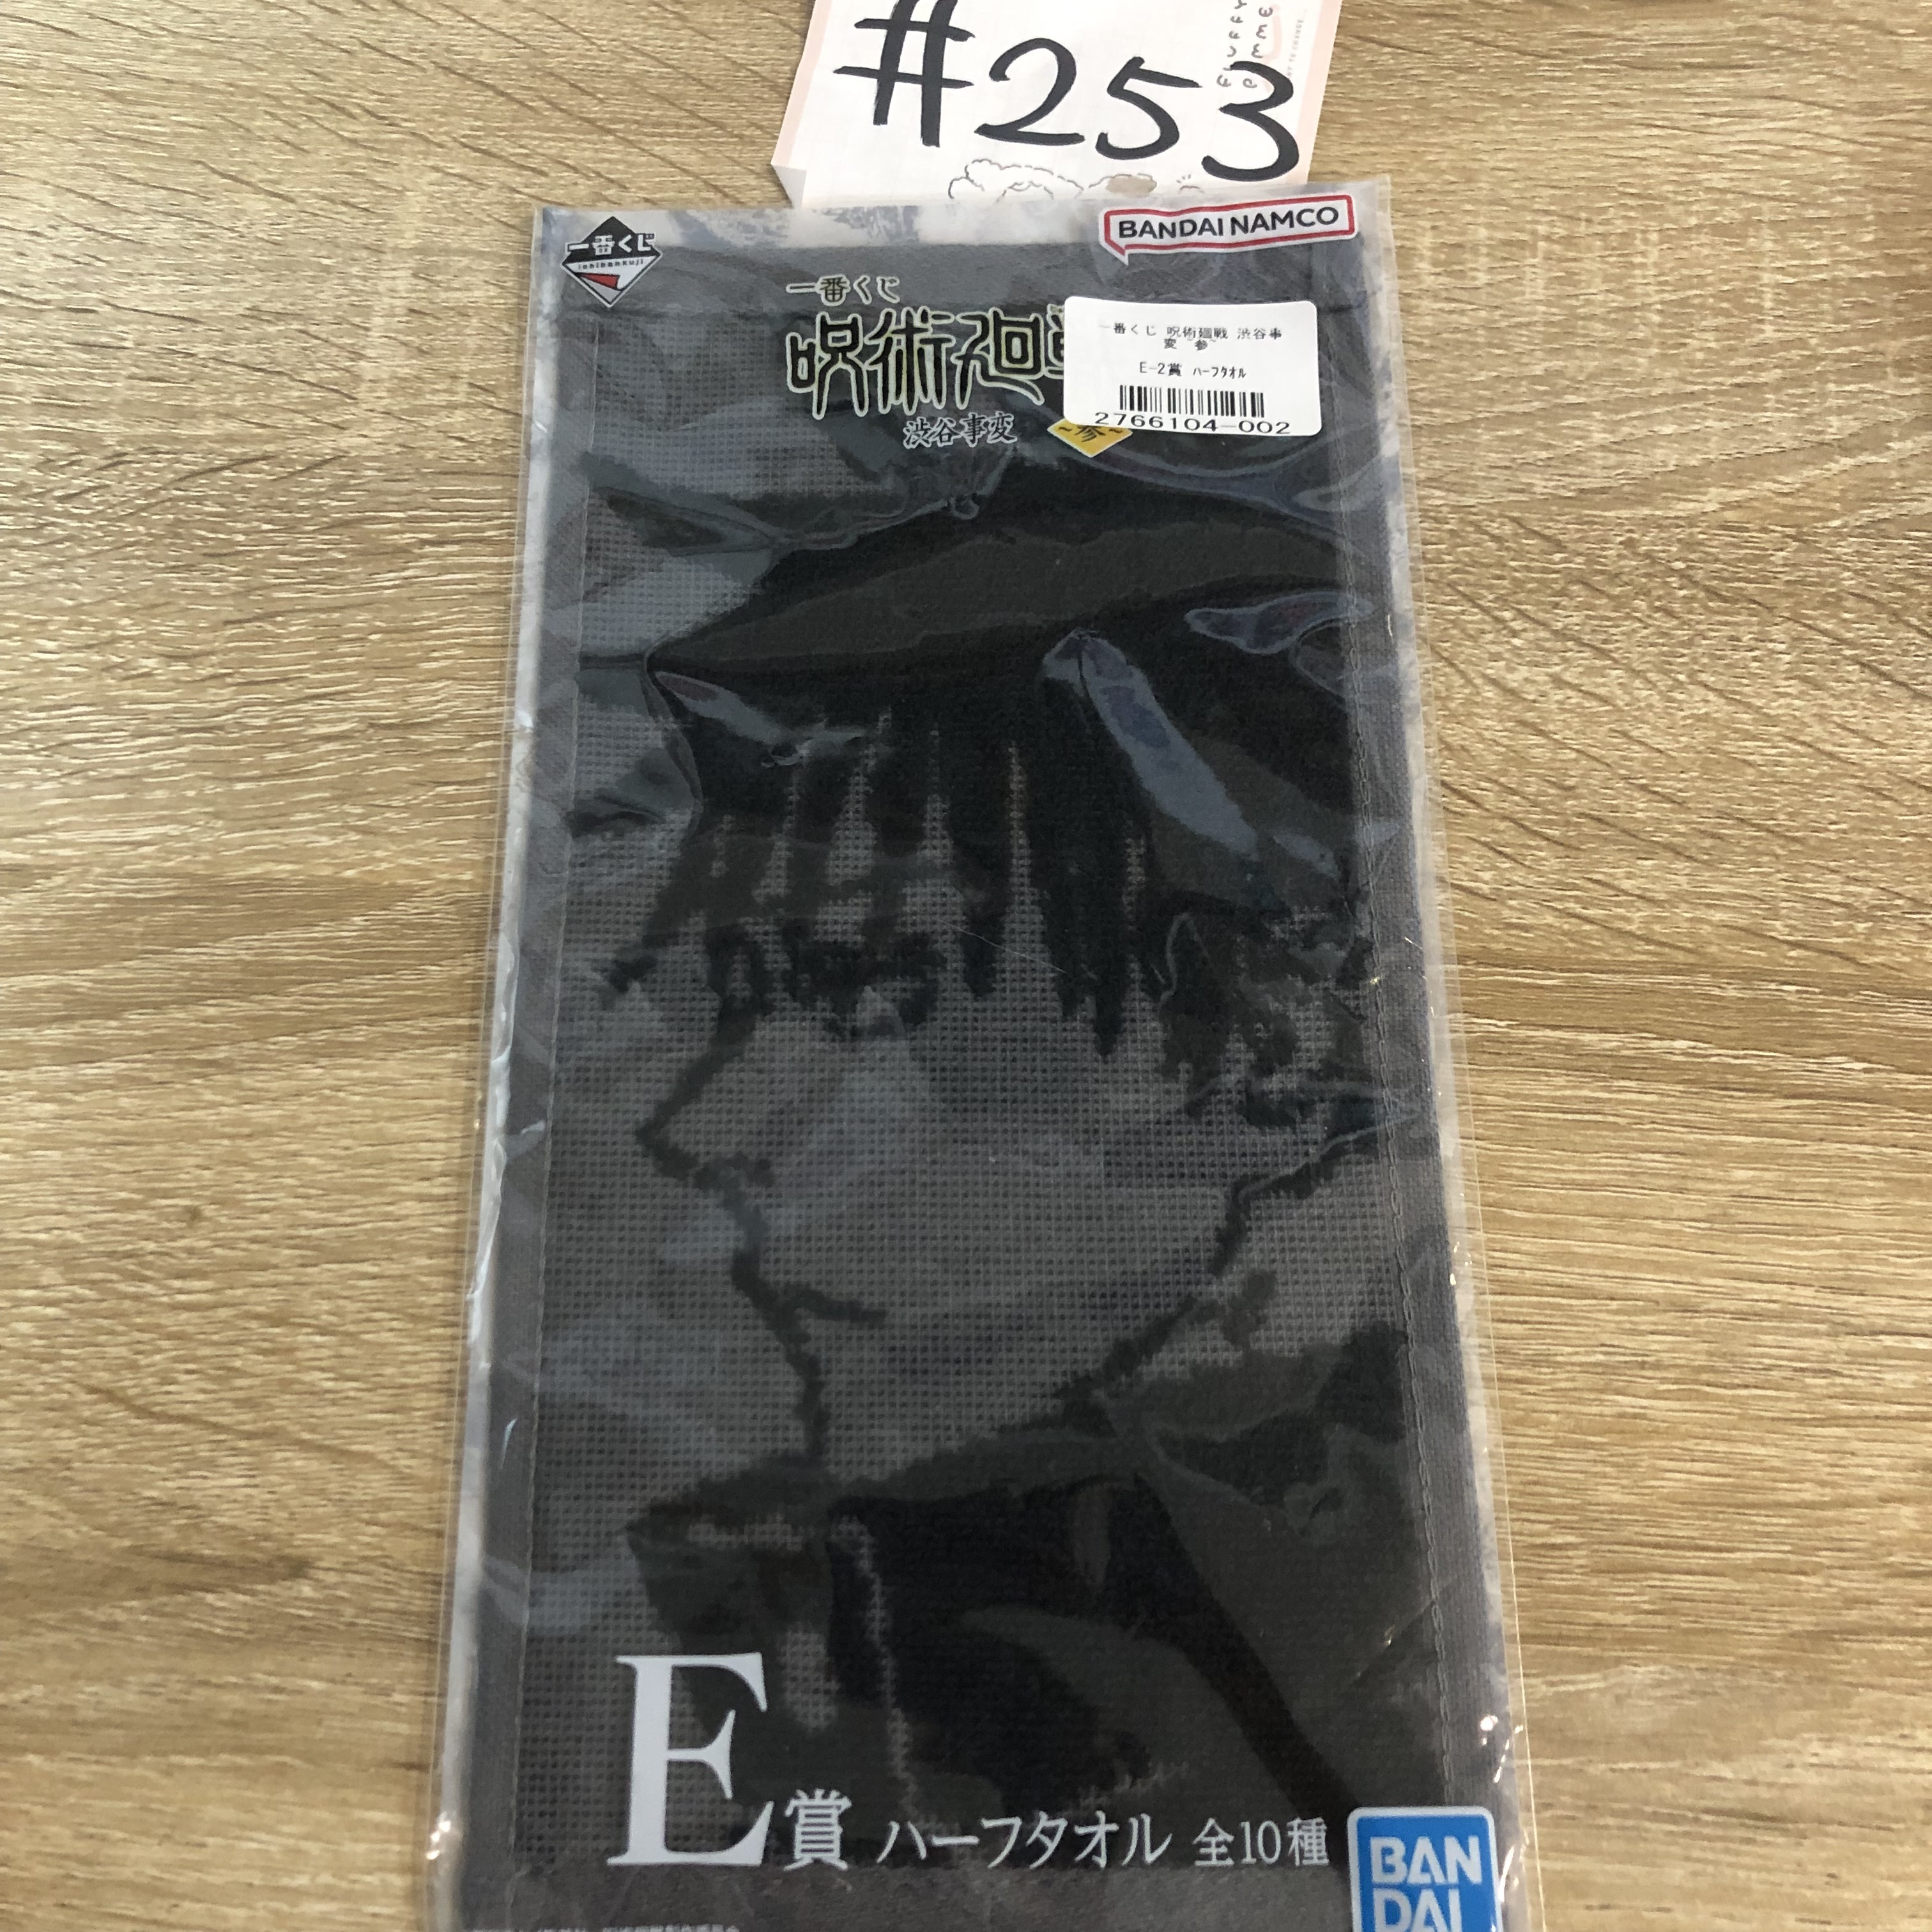 #253
一番くじ
ichibankuji
BANDAI NAMCO
一番くじ
呪術廻
渋谷事変
~参~
一番くじ 呪術廻戦 渋谷事
変 ~参~
E-2賞 ハーフタオル
2766104-002
E賞 ハーフタオル 全10種
BAN
DAI